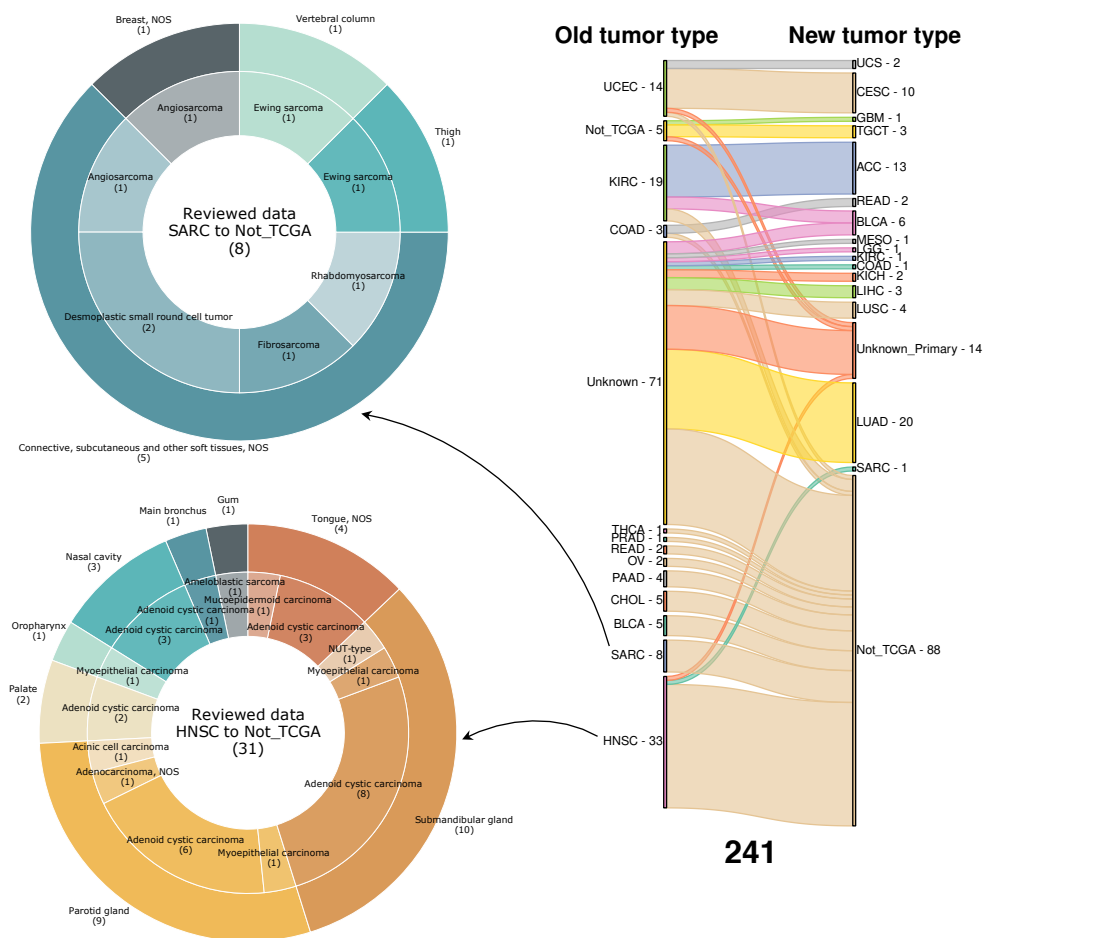 Breast, NOS
(1)
Vertebral column
(1)
Angiosarcoma
(1)
Ewing sarcoma
(1)
Thigh
(1)
Angiosarcoma
(1)
Ewing sarcoma
(1)
Reviewed data
SARC to Not_TCGA
(8)
Rhabdomyosarcoma
(1)
Desmoplastic small round cell tumor
(2)
Fibrosarcoma
(1)
Connective, subcutaneous and other soft tissues, NOS
(5)
Gum
(1)
Main bronchus
(1)
Tongue, NOS
(4)
Nasal cavity
(3)
Ameloblastic sarcoma
(1)
Mucoepidermoid carcinoma
(1)
Adenoid cystic carcinoma
(1)
Adenoid cystic carcinoma
(3)
Adenoid cystic carcinoma
(3)
Oropharynx
(1)
NUT-type
(1)
Myoepithelial carcinoma
(1)
Myoepithelial carcinoma
(1)
Palate
(2)
Adenoid cystic carcinoma
(2)
Reviewed data
HNSC to Not_TCGA
(31)
Acinic cell carcinoma
(1)
Adenocarcinoma, NOS
(1)
Adenoid cystic carcinoma
(8)
Submandibular gland
(10)
Adenoid cystic carcinoma
(6)
Myoepithelial carcinoma
(1)
Parotid gland
(9)
Old tumor type
New tumor type
UCEC - 14
Not_TCGA - 5
KIRC - 19
COAD - 3
Unknown - 71
THCA - 1
PRAD - 1
READ - 2
OV - 2
PAAD - 4
CHOL - 5
BLCA - 5
SARC - 8
HNSC - 33
UCS - 2
CESC - 10
GBM - 1
TGCT - 3
ACC - 13
READ - 2
BLCA - 6
MESO - 1
LGG - 1
KIRC - 1
COAD - 1
KICH - 2
LIHC - 3
LUSC - 4
Unknown_Primary - 14
LUAD - 20
SARC - 1
Not_TCGA - 88
241